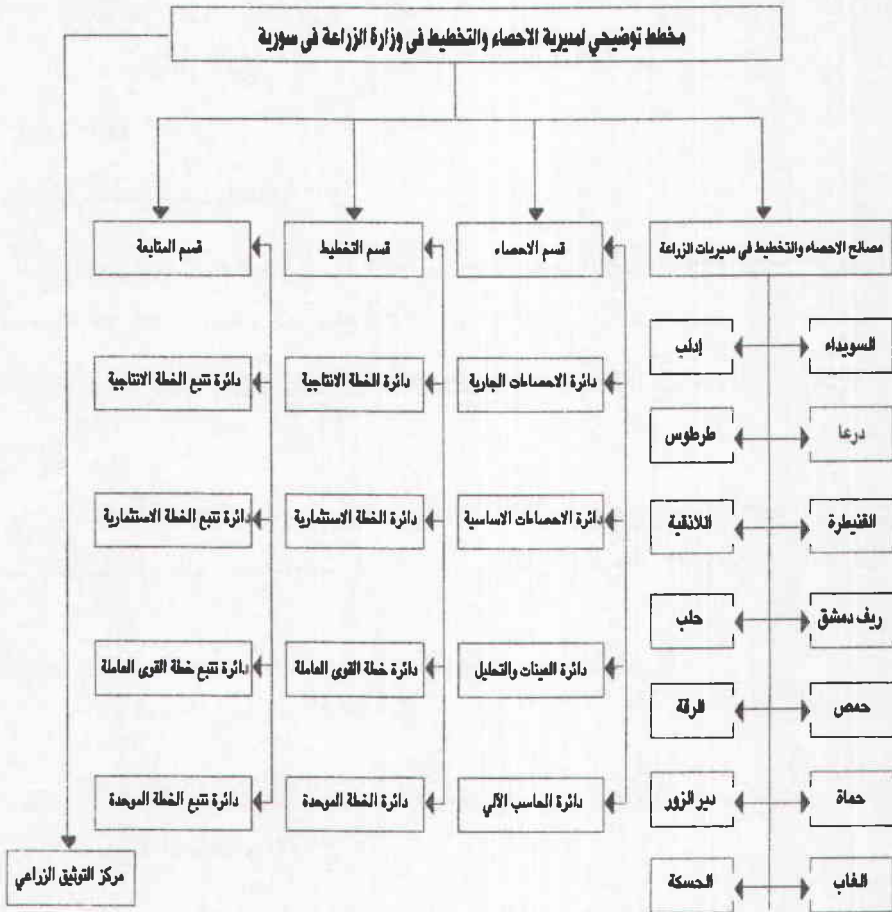 مخطط توضيحي لمديرية الاحصاء والتخطيط فى وزارة الزراعة فى سورية
مصالح الاحصاء والتخطيط فى مديريات الزراعة
قسم الاحصاء
قسم التخطيط
قسم المتابعة
السويداء
إدلب
دائرة الاحصاءات الجارية
دائرة الخطة الانتاجية
دائرة تتبع الخطة الانتاجية
درعا
طرطوس
القنيطرة
اللاذقية
دائرة الاحصاءات الاساسية
دائرة الخطة الاستثمارية
دائرة تتبع الخطة الاستثمارية
ريف دمشق
حلب
دائرة العينات والتحليل
دائرة خطة القوى العاملة
دائرة تتبع خطة القوى العاملة
حمص
الرقة
حماة
دير الزور
دائرة الحاسب الآلي
دائرة الخطة الموحدة
دائرة تتبع الخطة الموحدة
الغاب
الحسكة
مركز التوثيق الزراعي